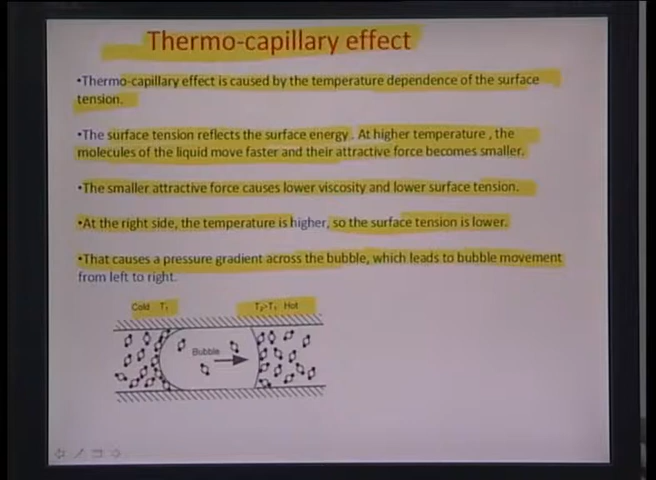 Thermo-capillary effect
•Thermo-capillary effect is caused by the temperature dependence of the surface
tension.
•The surface tension reflects the surface energy . At higher temperature , the
molecules of the liquid move faster and their attractive force becomes smaller.
•The smaller attractive force causes lower viscosity and lower surface tension.
•At the right side, the temperature is higher, so the surface tension is lower.
•That causes a pressure gradient across the bubble, which leads to bubble movement
from left to right.
Cold T₁ T₂>T₁ Hot
Bubble